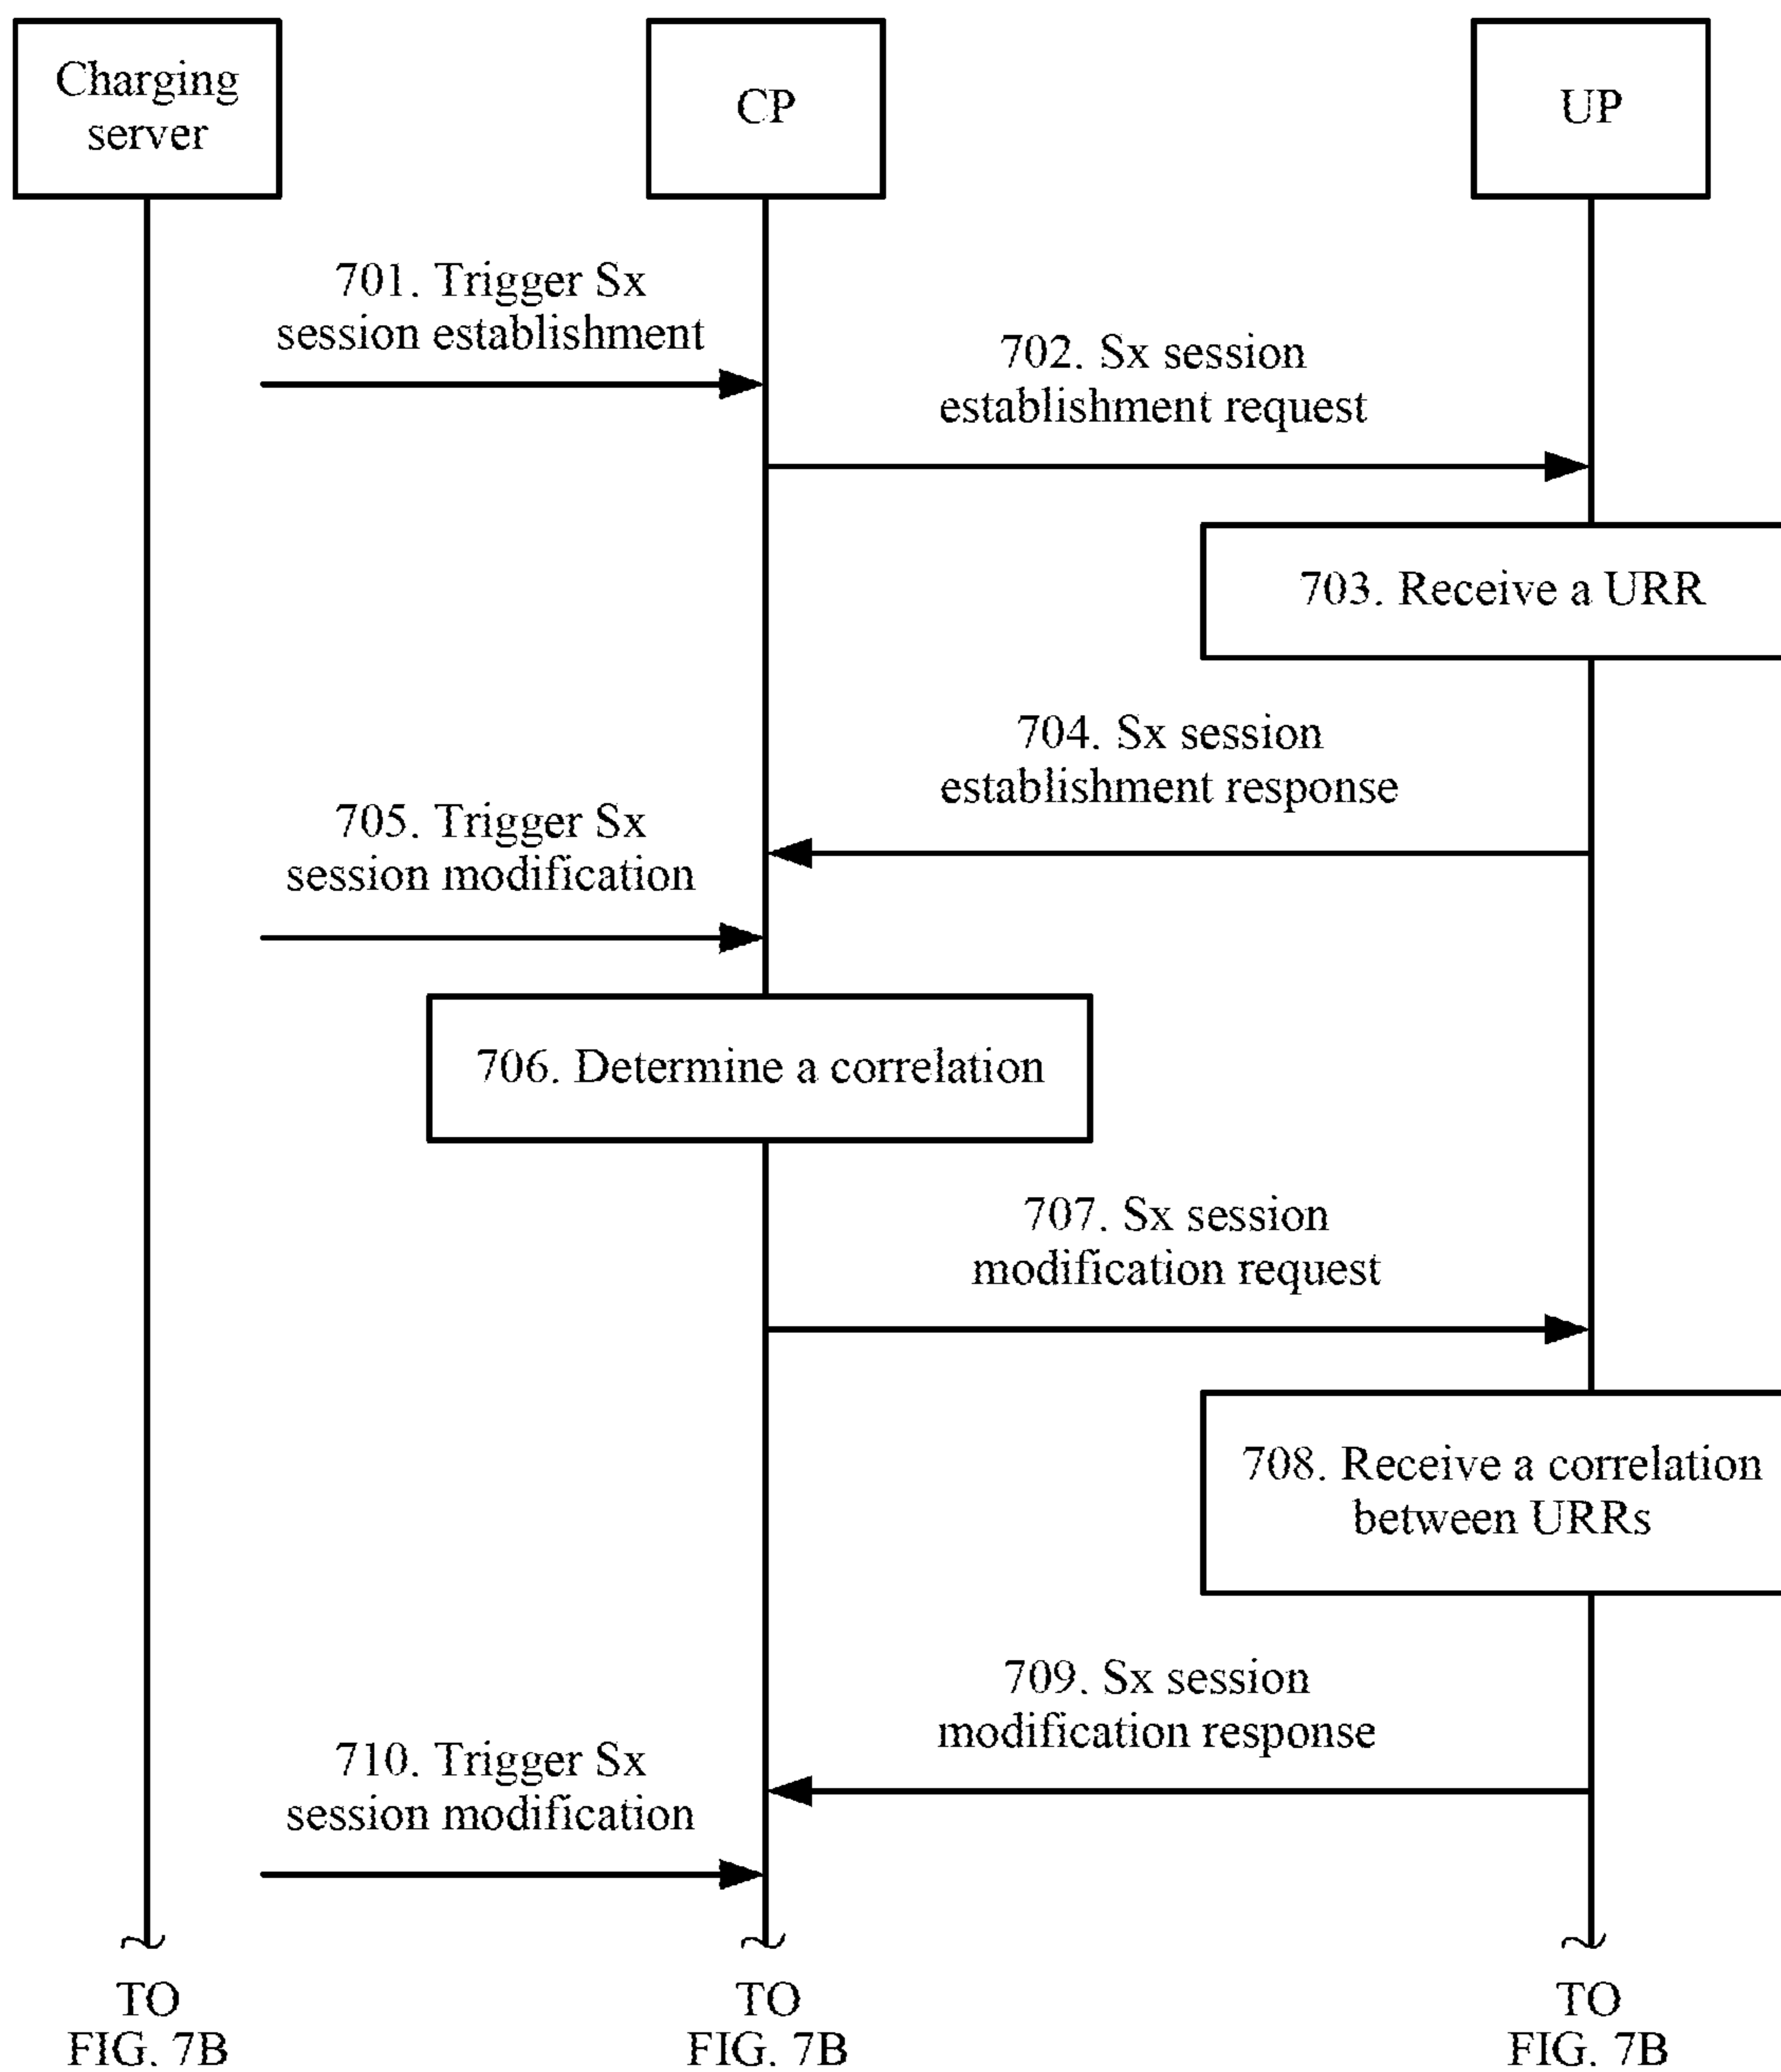 Charging
server
CP
UP
701. Trigger Sx
session establishment
702. Sx session
establishment request
703. Receive a URR
704. Sx session
establishment response
705. Trigger Sx
session modification
706. Determine a correlation
707. Sx session
modification request
708. Receive a correlation
between URRs
709. Sx session
modification response
710. Trigger Sx
session modification
TO
FIG. 7B
TO
FIG. 7B
TO
FIG. 7B